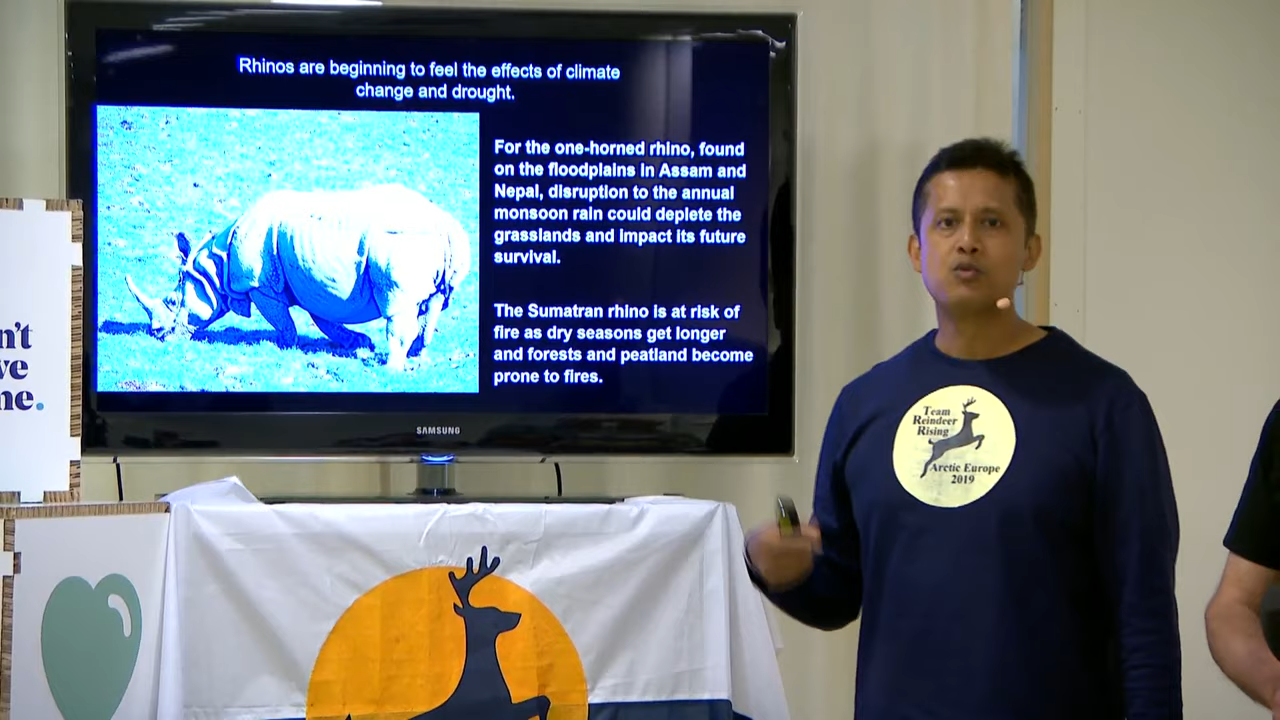 Rhinos are beginning to feel the effects of climate
change and drought.
For the one-horned rhino, found
on the floodplains in Assam and
Nepal, disruption to the annual
monsoon rain could deplete the
grasslands and impact its future
survival.
The Sumatran rhino is at risk of
fire as dry seasons get longer
and forests and peatland become
prone to fires.
SAMSUNG
Team
Reindeer
Rising
Arctic Europe
2019